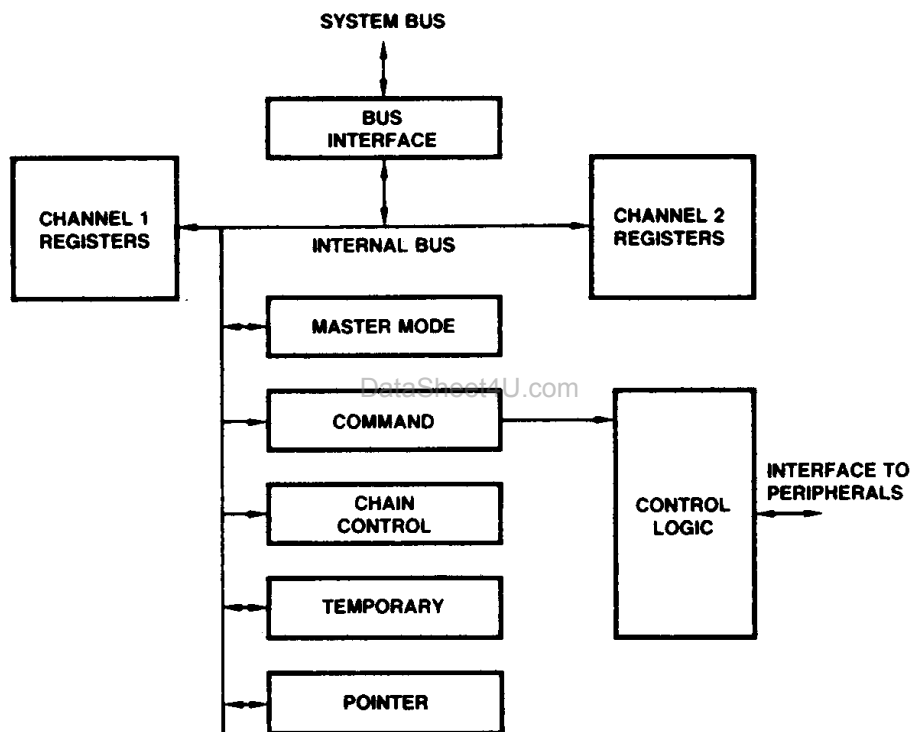 SYSTEM BUS
BUS
INTERFACE
CHANNEL 1
REGISTERS
CHANNEL 2
REGISTERS
INTERNAL BUS
MASTER MODE
DataSheet4U.com
COMMAND
INTERFACE TO
PERIPHERALS
CHAIN
CONTROL
CONTROL
LOGIC
TEMPORARY
POINTER